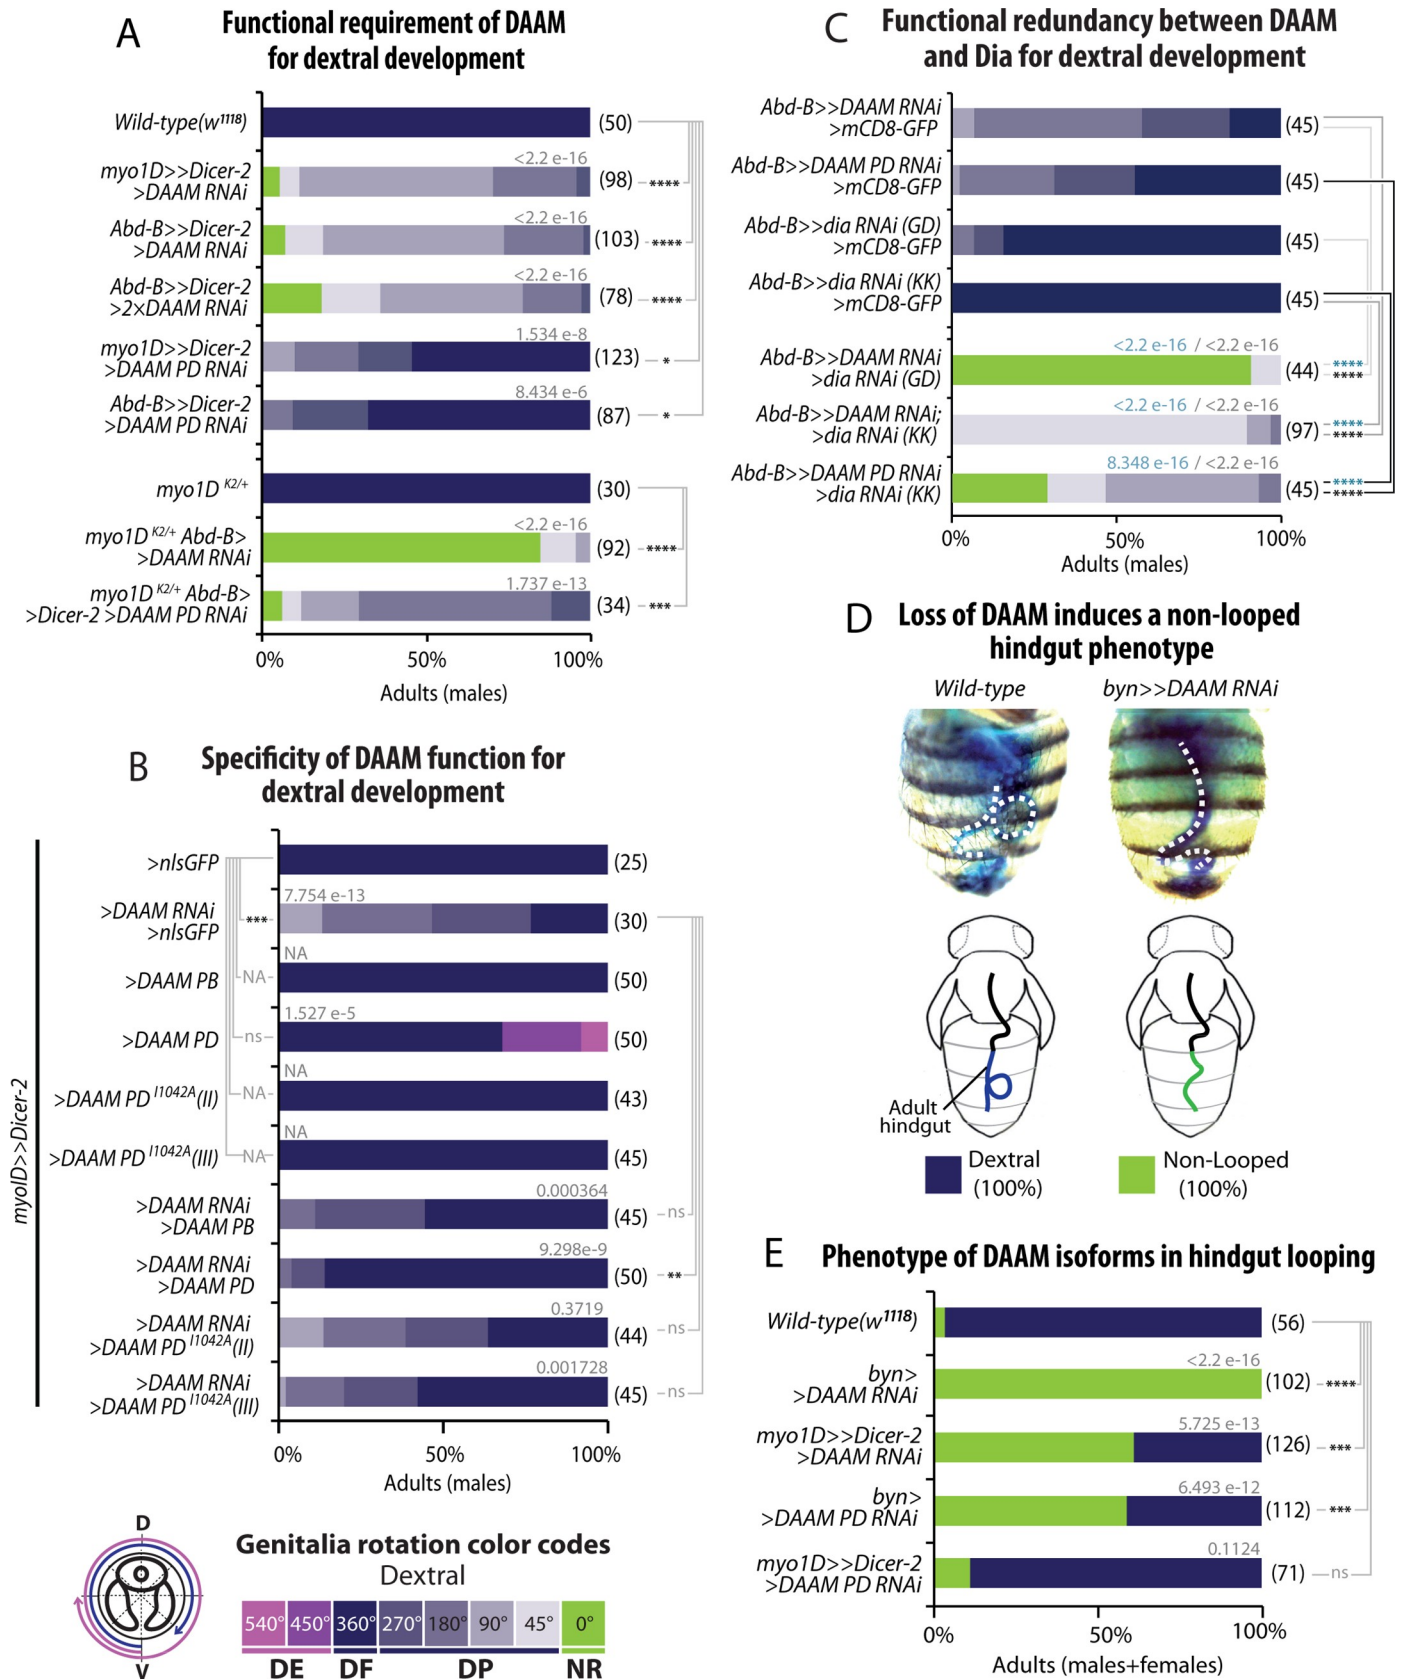 A
Functional requirement of DAAM
for dextral development
Wild-type(w1118)
(50)
<2.2 e-16
myo1D>>Dicer-2
>DAAM RNAi
(98)
****
<2.2 e-16
Abd-B>>Dicer-2
>DAAM RNAi
(103)
****
<2.2 e-16
Abd-B>>Dicer-2
>2×DAAM RNAi
(78)
****
1.534 e-8
myo1D>>Dicer-2
>DAAM PD RNAi
(123)
*
8.434 e-6
Abd-B>>Dicer-2
>DAAM PD RNAi
(87)
*
myo1D K2/+
(30)
<2.2 e-16
myo1D K2/+ Abd-B>
>DAAM RNAi
(92)
****
1.737 e-13
myo1D K2/+ Abd-B>
>Dicer-2 >DAAM PD RNAi
(34)
***
0% 50% 100%
Adults (males)
B
Specificity of DAAM function for
dextral development
myoID>>Dicer-2
>nlsGFP
(25)
7.754 e-13
>DAAM RNAi
>nlsGFP
***
(30)
NA
>DAAM PB
NA
(50)
1.527 e-5
>DAAM PD
ns
(50)
NA
>DAAM PD I1042A(II)
NA
(43)
NA
>DAAM PD I1042A(III)
NA
(45)
0.000364
>DAAM RNAi
>DAAM PB
(45)
ns
9.298e-9
>DAAM RNAi
>DAAM PD
(50)
**
0.3719
>DAAM RNAi
>DAAM PD I1042A(II)
(44)
ns
0.001728
>DAAM RNAi
>DAAM PD I1042A(III)
(45)
ns
0% 50% 100%
Adults (males)
D
V
Genitalia rotation color codes
Dextral
540° 450° 360° 270° 180° 90° 45° 0°
DE DF DP NR
C
Functional redundancy between DAAM
and Dia for dextral development
Abd-B>>DAAM RNAi
>mCD8-GFP
(45)
Abd-B>>DAAM PD RNAi
>mCD8-GFP
(45)
Abd-B>>dia RNAi (GD)
>mCD8-GFP
(45)
Abd-B>>dia RNAi (KK)
>mCD8-GFP
(45)
<2.2 e-16 / <2.2 e-16
Abd-B>>DAAM RNAi
>dia RNAi (GD)
(44)
****
****
<2.2 e-16 / <2.2 e-16
Abd-B>>DAAM RNAi;
>dia RNAi (KK)
(97)
****
****
8.348 e-16 / <2.2 e-16
Abd-B>>DAAM PD RNAi
>dia RNAi (KK)
(45)
****
****
0% 50% 100%
Adults (males)
D
Loss of DAAM induces a non-looped
hindgut phenotype
Wild-type
byn>>DAAM RNAi
Adult
hindgut
Dextral
(100%)
Non-Looped
(100%)
E
Phenotype of DAAM isoforms in hindgut looping
Wild-type(w1118)
(56)
<2.2 e-16
byn>
>DAAM RNAi
(102)
****
5.725 e-13
myo1D>>Dicer-2
>DAAM RNAi
(126)
***
6.493 e-12
byn>
>DAAM PD RNAi
(112)
***
0.1124
myo1D>>Dicer-2
>DAAM PD RNAi
(71)
ns
0% 50% 100%
Adults (males+females)